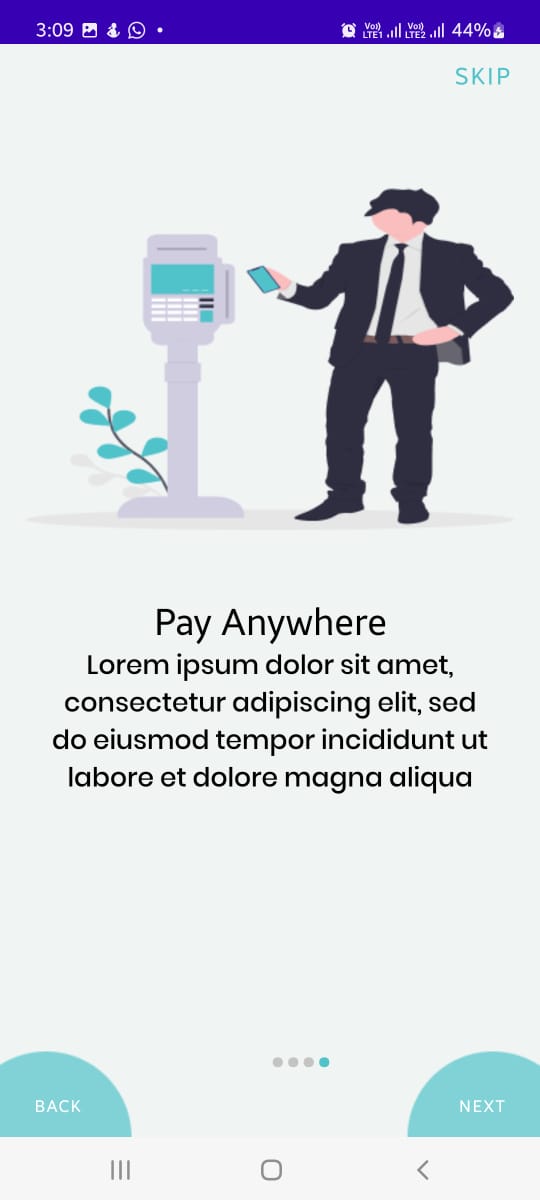 3:09 Vo)) LTE1 Vo)) LTE2 44%
SKIP
Pay Anywhere
Lorem ipsum dolor sit amet,
consectetur adipiscing elit, sed
do eiusmod tempor incididunt ut
labore et dolore magna aliqua
BACK NEXT